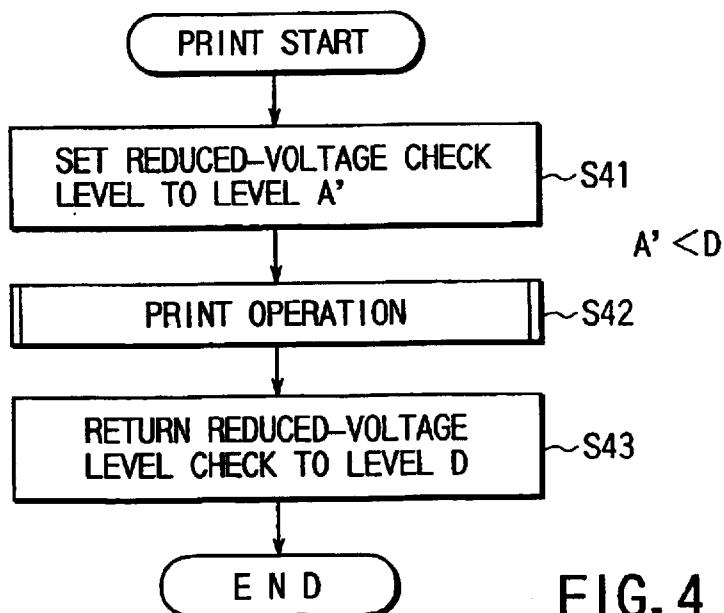 PRINT START
SET REDUCED-VOLTAGE CHECK
LEVEL TO LEVEL A'
S41
A' < D
PRINT OPERATION
S42
RETURN REDUCED-VOLTAGE
LEVEL CHECK TO LEVEL D
S43
END
FIG. 4